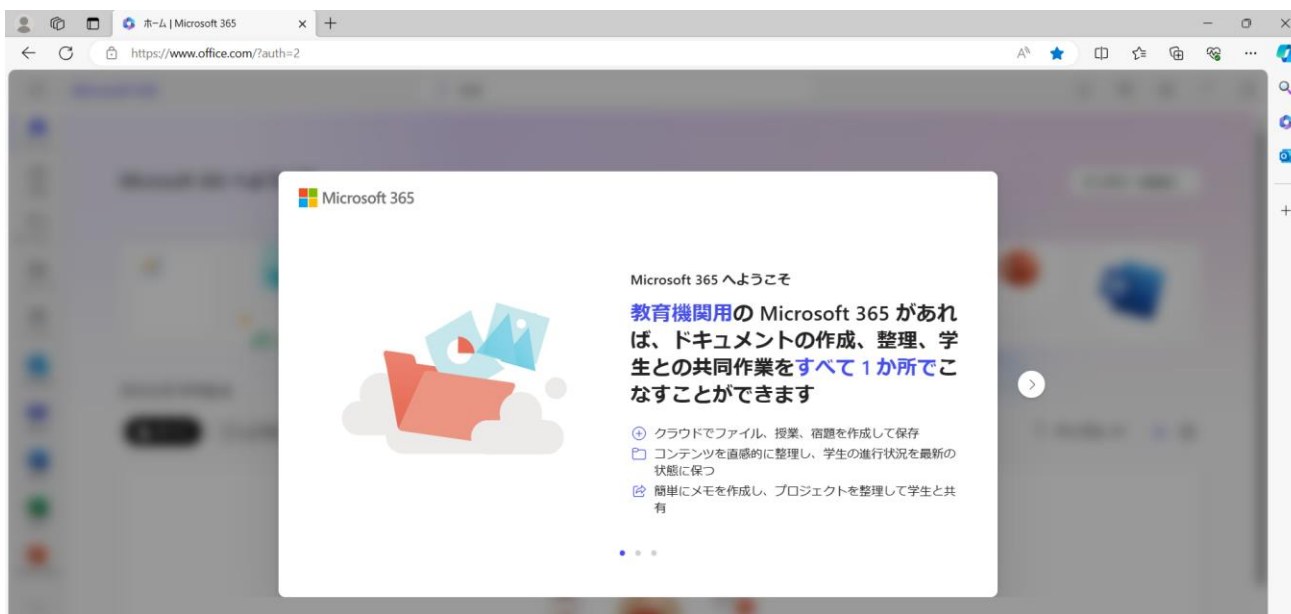 ホーム | Microsoft 365
https://www.office.com/?auth=2
Microsoft 365
Microsoft 365 へようこそ
教育機関用の Microsoft 365 があれ
ば、ドキュメントの作成、整理、学
生との共同作業をすべて 1 か所でこ
なすことができます
クラウドでファイル、授業、宿題を作成して保存
コンテンツを直感的に整理し、学生の進行状況を最新の
状態に保つ
簡単にメモを作成し、プロジェクトを整理して学生と共
有